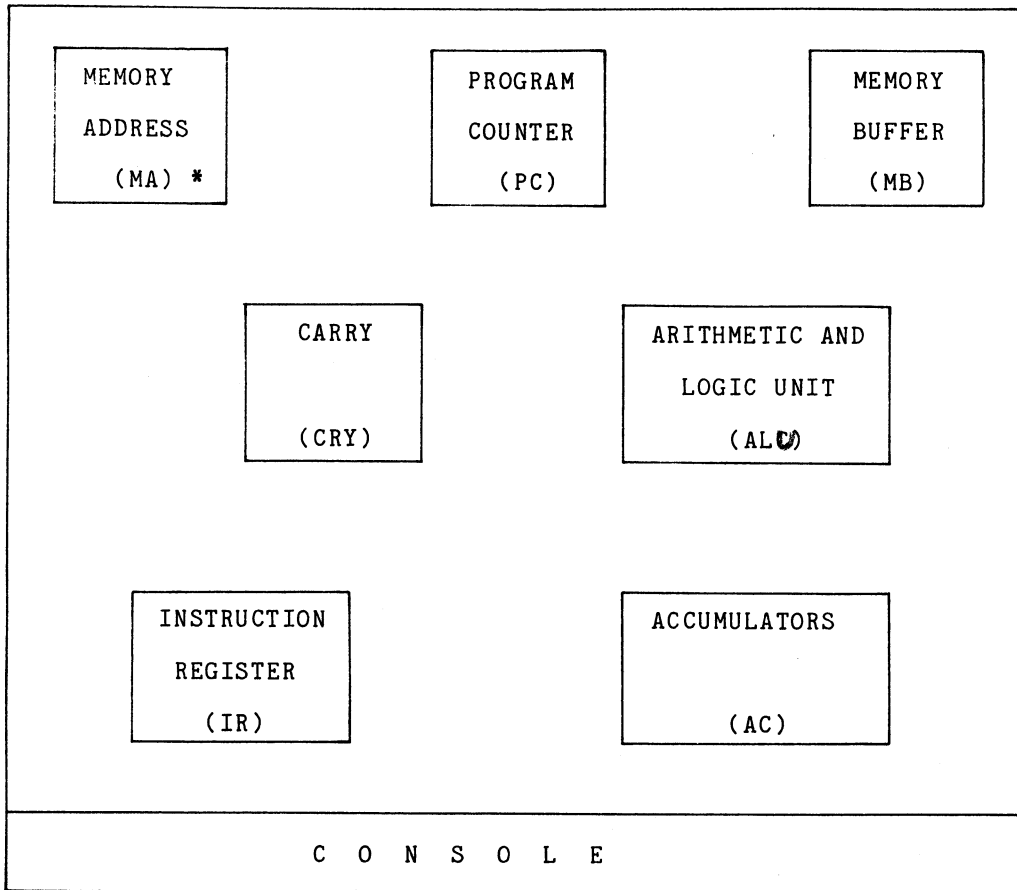 MEMORY
ADDRESS
(MA) *
PROGRAM
COUNTER
(PC)
MEMORY
BUFFER
(MB)
CARRY
(CRY)
ARITHMETIC AND
LOGIC UNIT
(ALU)
INSTRUCTION
REGISTER
(IR)
ACCUMULATORS
(AC)
C O N S O L E